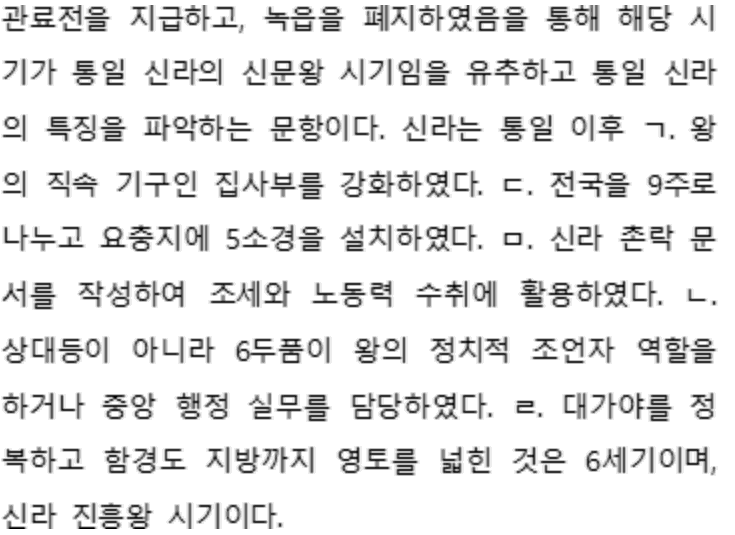 관료전을 지급하고, 녹읍을 폐지하였음을 통해 해당 시
기가 통일 신라의 신문왕 시기임을 유추하고 통일 신라
의 특징을 파악하는 문항이다. 신라는 통일 이후 ㄱ. 왕
의 직속 기구인 집사부를 강화하였다. ㄷ. 전국을 9주로
나누고 요충지에 5소경을 설치하였다. ㅁ. 신라 촌락 문
서를 작성하여 조세와 노동력 수취에 활용하였다. ㄴ.
상대등이 아니라 6두품이 왕의 정치적 조언자 역할을
하거나 중앙 행정 실무를 담당하였다. ㄹ. 대가야를 정
복하고 함경도 지방까지 영토를 넓힌 것은 6세기이며,
신라 진흥왕 시기이다.